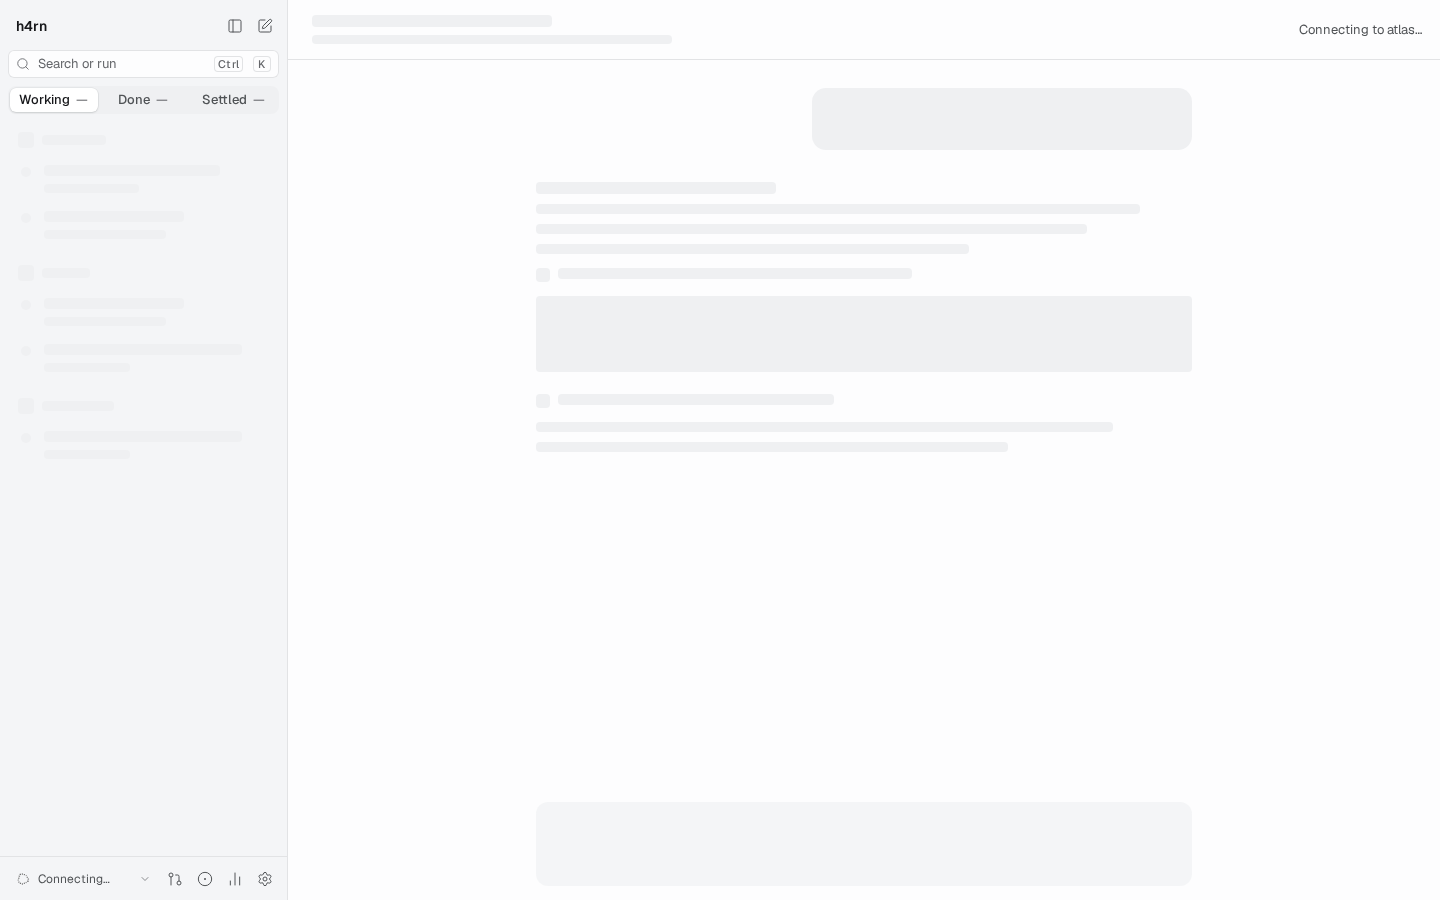 h4rn
Connecting to atlas…
Search or run Ctrl K
Working — Done — Settled —
Connecting…